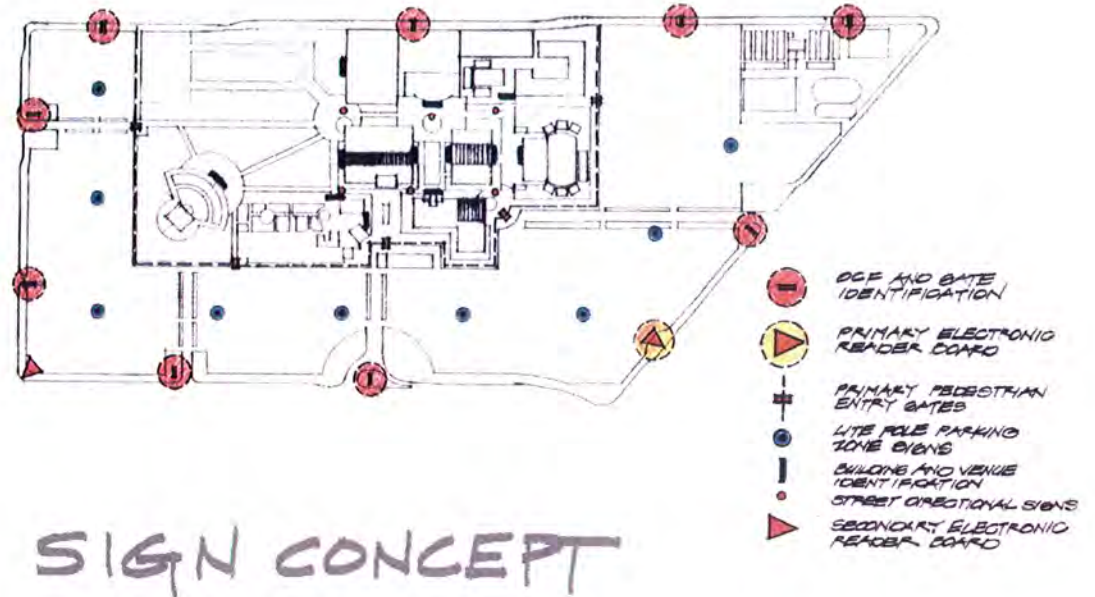 OCF AND GATE
IDENTIFICATION
PRIMARY ELECTRONIC
READER BOARD
PRIMARY PEDESTRIAN
ENTRY GATES
LITE POLE PARKING
ZONE SIGNS
BUILDING AND VENUE
IDENTIFICATION
STREET DIRECTIONAL SIGNS
SECONDARY ELECTRONIC
READER BOARD
SIGN CONCEPT